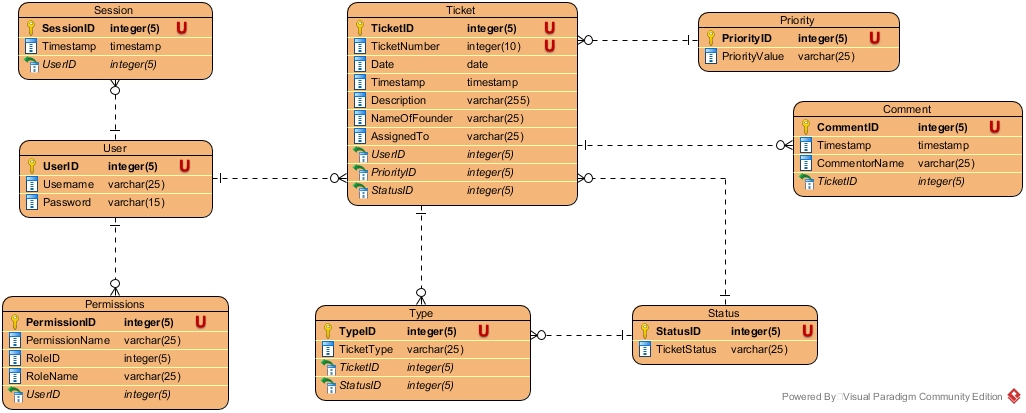 Session
SessionID integer(5) U
Timestamp timestamp
UserID integer(5)
Ticket
TicketID integer(5) U
TicketNumber integer(10) U
Date date
Timestamp timestamp
Description varchar(255)
NameOfFounder varchar(25)
AssignedTo varchar(25)
UserID integer(5)
PriorityID integer(5)
StatusID integer(5)
Priority
PriorityID integer(5) U
PriorityValue varchar(25)
Comment
CommentID integer(5) U
Timestamp timestamp
CommentorName varchar(25)
TicketID integer(5)
User
UserID integer(5) U
Username varchar(25)
Password varchar(15)
Permissions
PermissionID integer(5) U
PermissionName varchar(25)
RoleID integer(5)
RoleName varchar(25)
UserID integer(5)
Type
TypeID integer(5) U
TicketType varchar(25)
TicketID integer(5)
StatusID integer(5)
Status
StatusID integer(5) U
TicketStatus varchar(25)
Powered By Visual Paradigm Community Edition